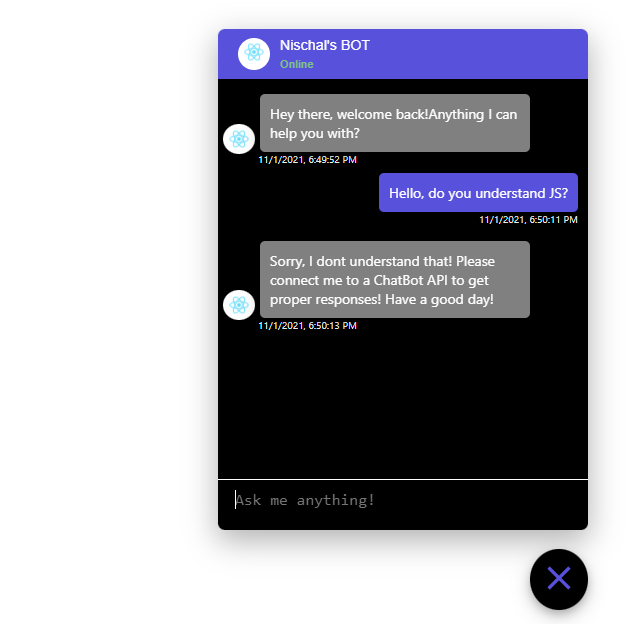 Nischal's BOT
Online
Hey there, welcome back!Anything I can
help you with?
11/1/2021, 6:49:52 PM
Hello, do you understand JS?
11/1/2021, 6:50:11 PM
Sorry, I dont understand that! Please
connect me to a ChatBot API to get
proper responses! Have a good day!
11/1/2021, 6:50:13 PM
Ask me anything!